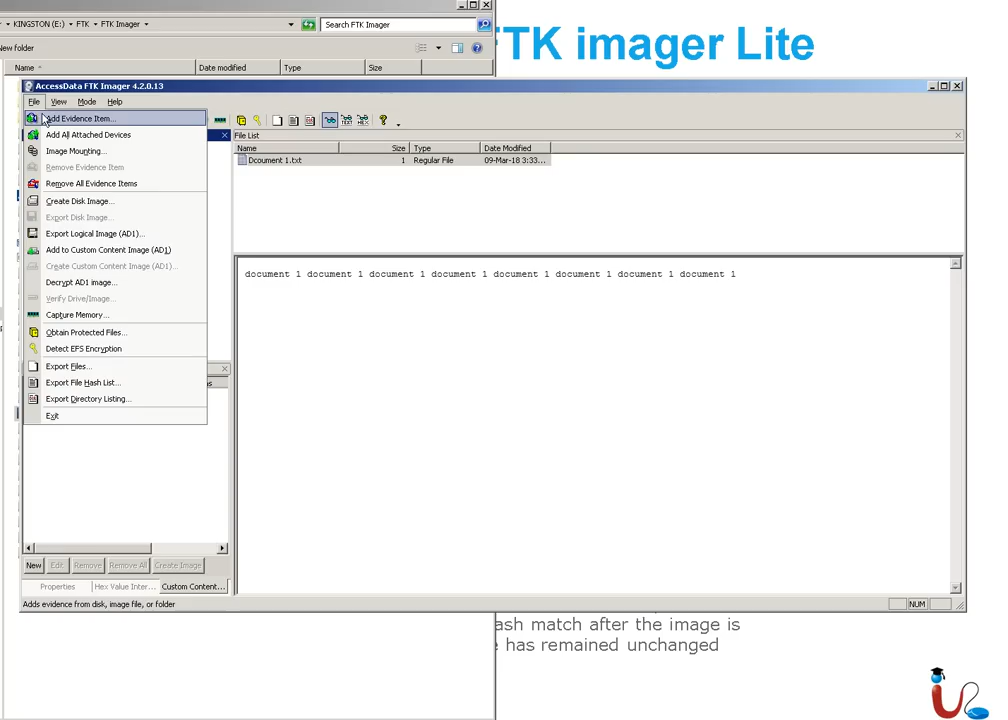 KINGSTON (E:) ▸ FTK ▸ FTK Imager
Search FTK Imager
New folder
Name
Date modified
Type
Size
TK imager Lite
AccessData FTK Imager 4.2.0.13
File
View
Mode
Help
Add Evidence Item...
Add All Attached Devices
Image Mounting...
Remove Evidence Item
Remove All Evidence Items
Create Disk Image...
Export Disk Image...
Export Logical Image (AD1)...
Add to Custom Content Image (AD1)
Create Custom Content Image (AD1)...
Decrypt AD1 image...
Verify Drive/Image...
Capture Memory...
Obtain Protected Files...
Detect EFS Encryption
Export Files...
Export File Hash List...
Export Directory Listing...
Exit
File List
Name
Size
Type
Date Modified
Dcoument 1.txt
1
Regular File
09-Mar-18 3:33...
document 1 document 1 document 1 document 1 document 1 document 1 document 1 document 1
New
Edit
Remove
Remove All
Create Image
Properties
Hex Value Inter...
Custom Content...
Adds evidence from disk, image file, or folder
NUM
ash match after the image is
has remained unchanged